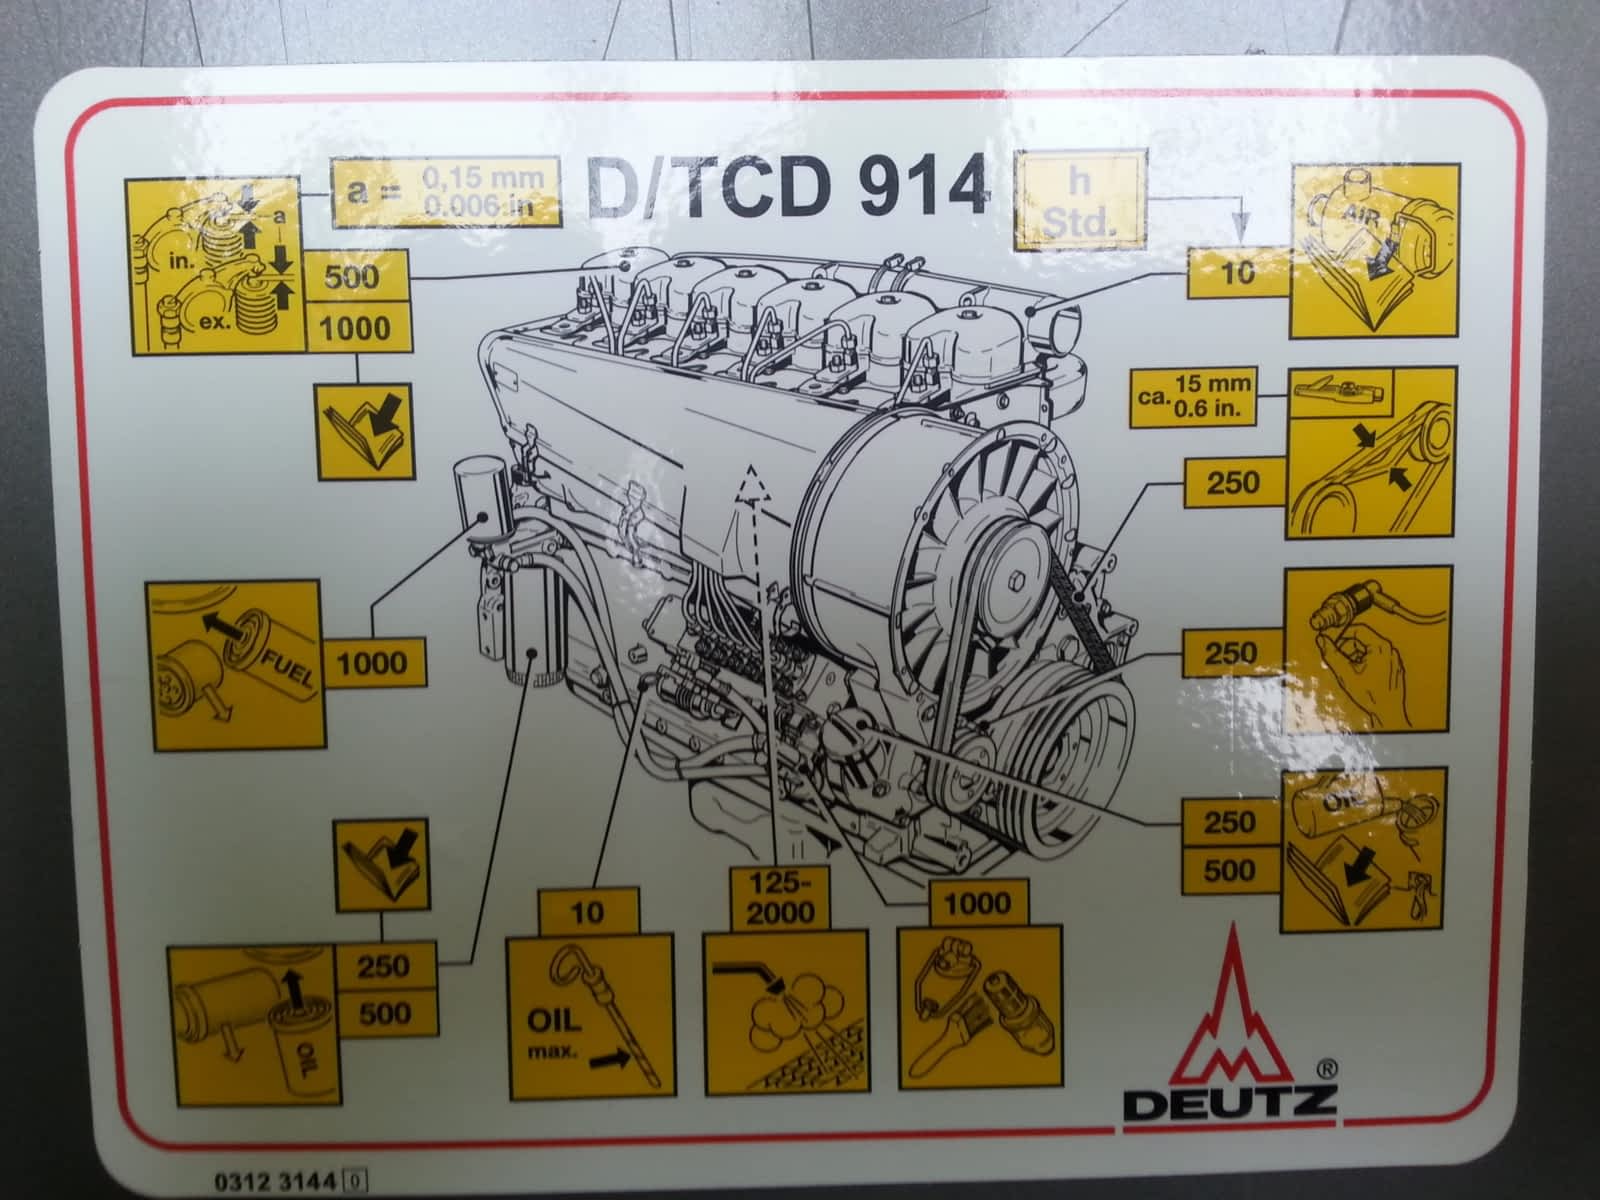 D/TCD 914
a = 0,15 mm
0.006 in
h
Std.
a
in.
ex.
500
1000
AIR
10
ca. 15 mm
0.6 in.
250
FUEL
1000
250
OIL
250
500
OIL
250
500
10
OIL
max.
125-
2000
1000
DEUTZ®
0312 3144 0